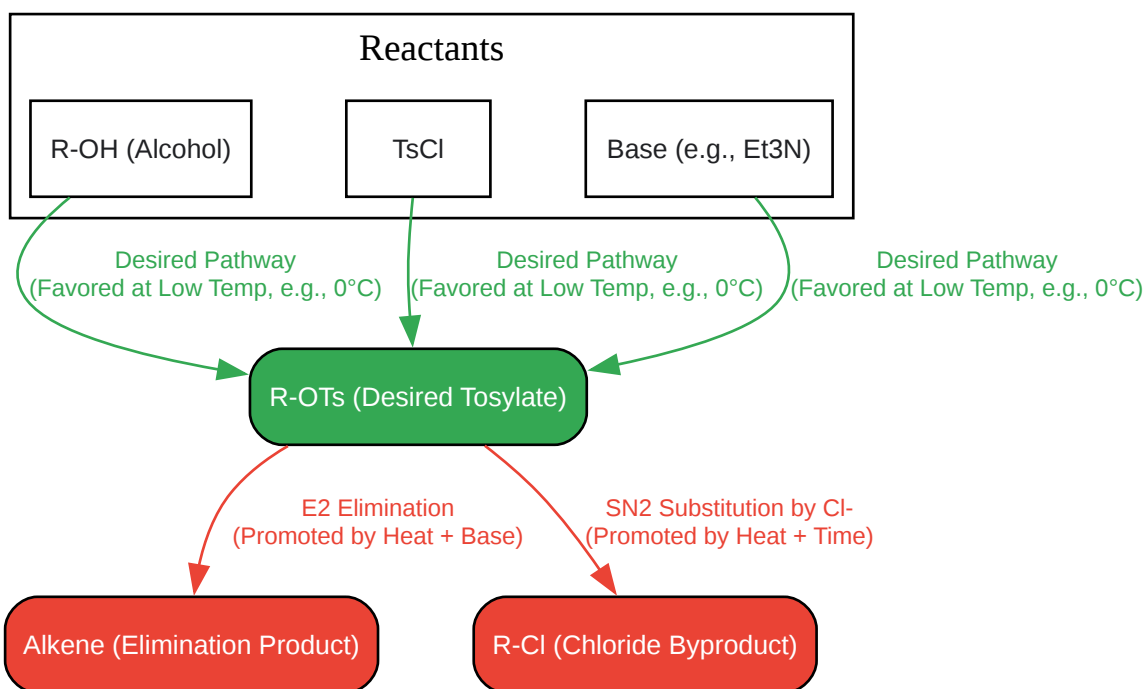 Reactants
R-OH (Alcohol)
TsCl
Base (e.g., Et3N)
Desired Pathway
(Favored at Low Temp, e.g., 0°C)
Desired Pathway
(Favored at Low Temp, e.g., 0°C)
Desired Pathway
(Favored at Low Temp, e.g., 0°C)
R-OTs (Desired Tosylate)
E2 Elimination
(Promoted by Heat + Base)
SN2 Substitution by Cl-
(Promoted by Heat + Time)
Alkene (Elimination Product)
R-Cl (Chloride Byproduct)